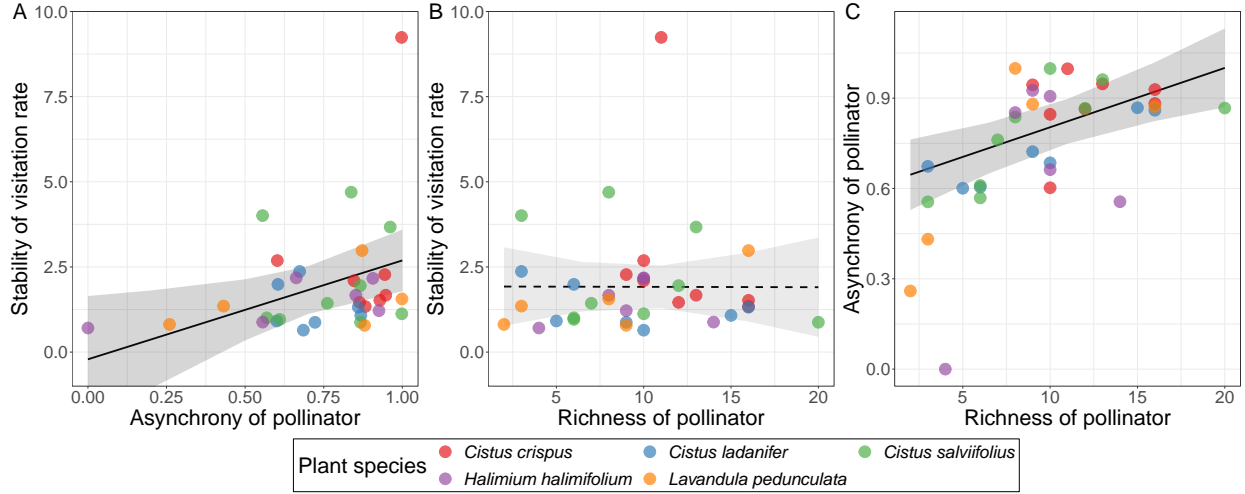 A
Stability of visitation rate
10.0
7.5
5.0
2.5
0.0
0.00
0.25
0.50
0.75
1.00
Asynchrony of pollinator
B
Stability of visitation rate
10.0
7.5
5.0
2.5
0.0
5
10
15
20
Richness of pollinator
C
Asynchrony of pollinator
0.9
0.6
0.3
0.0
5
10
15
20
Richness of pollinator
Plant species
Cistus crispus
Cistus ladanifer
Cistus salviifolius
Halimium halimifolium
Lavandula pedunculata